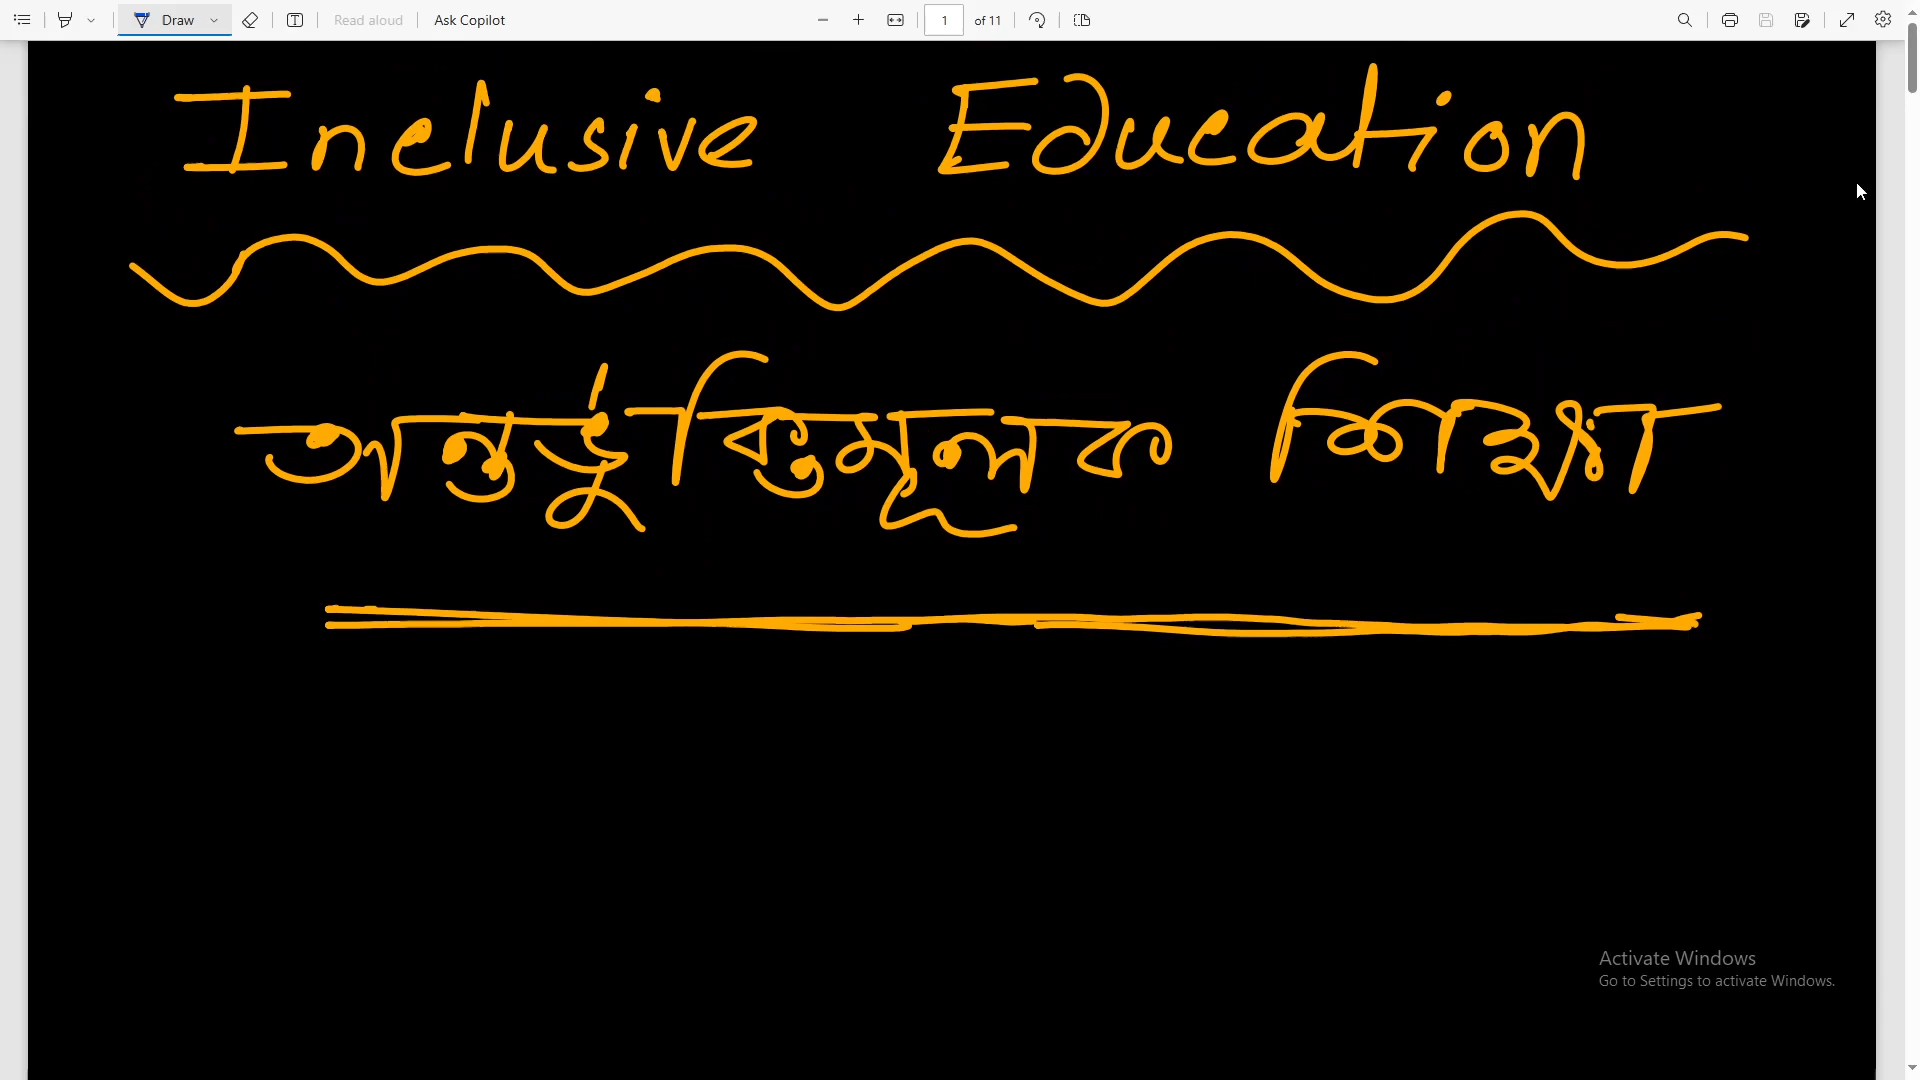 Draw Read aloud Ask Copilot 1 of 11
Inclusive Education
অন্তর্ভুক্তিমূলক শিক্ষা
Activate Windows
Go to Settings to activate Windows.